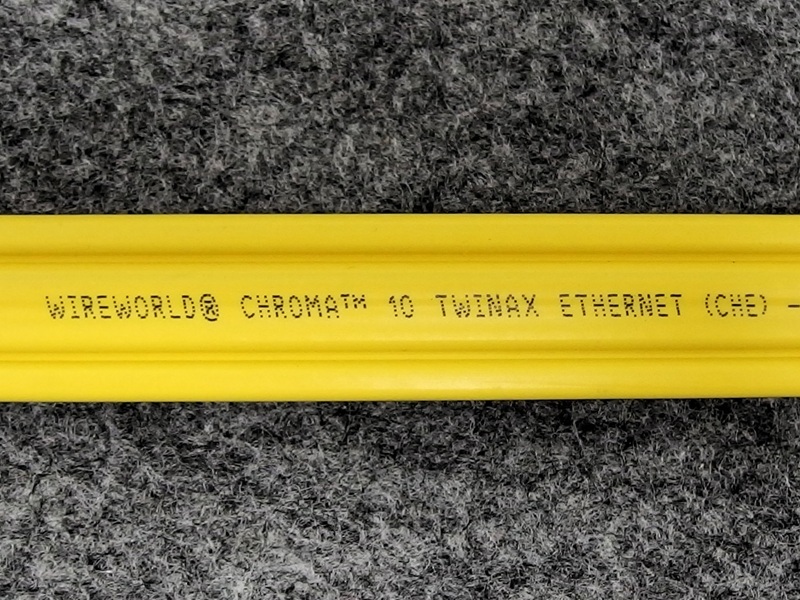 WIREWORLD® CHROMA™ 10 TWINAX ETHERNET (CHE) –